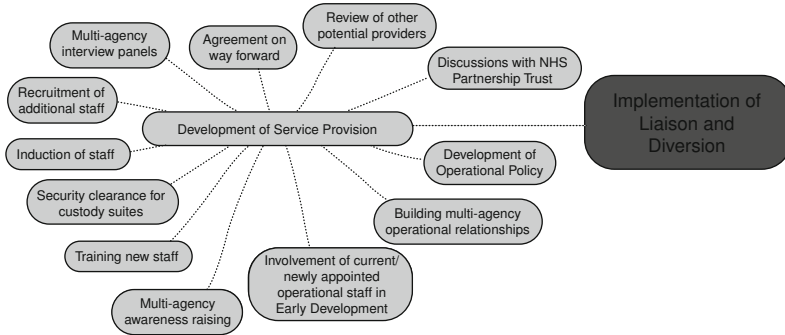 Multi-agency
interview panels
Agreement on
way forward
Review of other
potential providers
Discussions with NHS
Partnership Trust
Recruitment of
additional staff
Development of Service Provision
Implementation of
Liaison and
Diversion
Induction of staff
Development of
Operational Policy
Security clearance for
custody suites
Building multi-agency
operational relationships
Training new staff
Involvement of current/
newly appointed
operational staff in
Early Development
Multi-agency
awareness raising